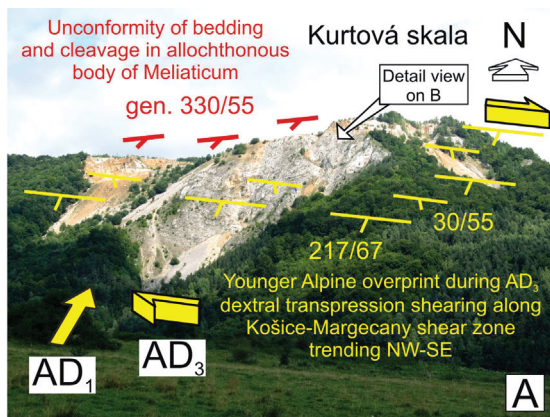 Unconformity of bedding
and cleavage in allochthonous
body of Meliaticum
gen. 330/55
Kurtová skala
N
Detail view
on B
30/55
217/67
Younger Alpine overprint during AD₃
dextral transpression shearing along
Košice-Margecany shear zone
trending NW-SE
AD₁
AD₃
A